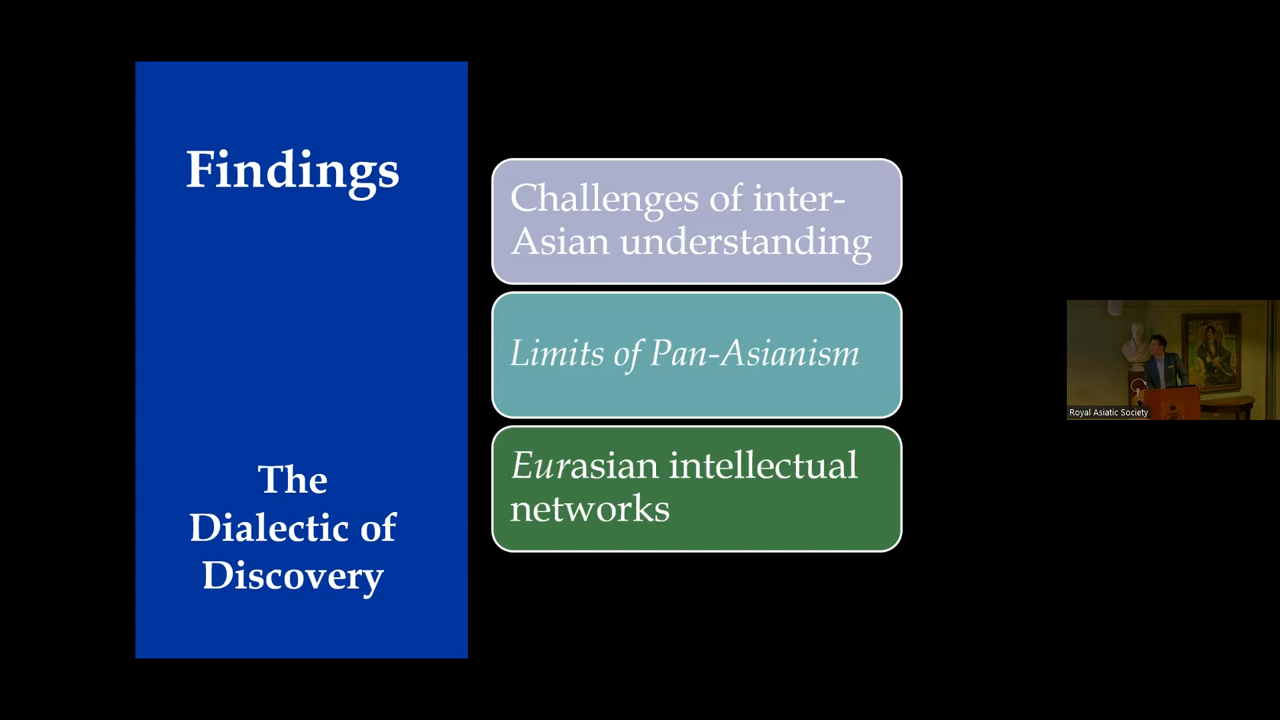 Findings
The
Dialectic of
Discovery
Challenges of inter-
Asian understanding
Limits of Pan-Asianism
Eurasian intellectual
networks
Royal Asiatic Society